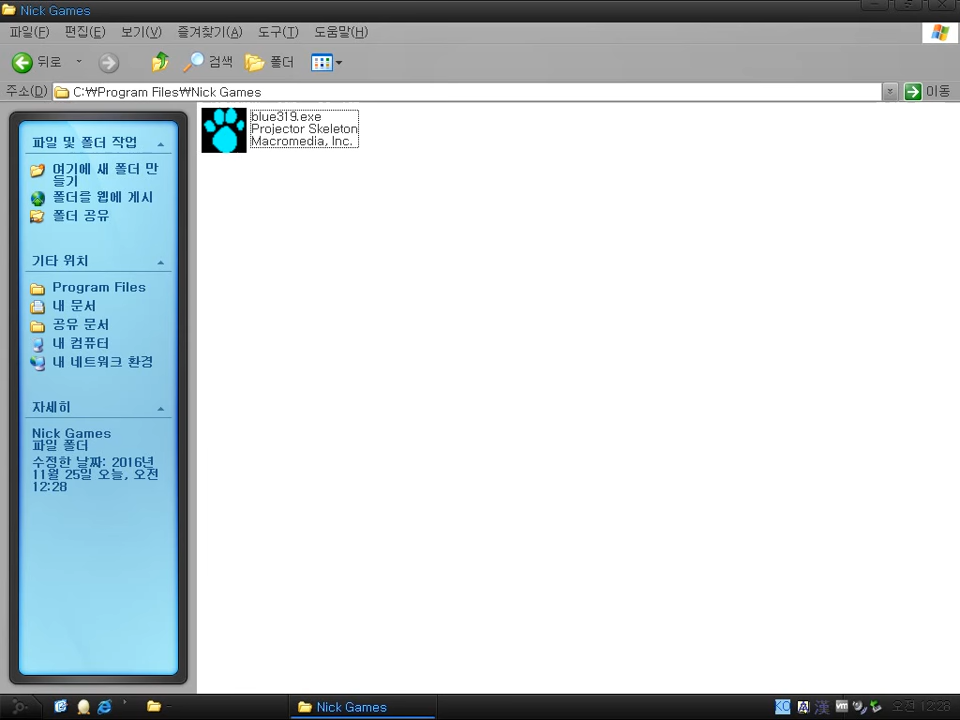 Nick Games
파일(F) 편집(E) 보기(V) 즐겨찾기(A) 도구(T) 도움말(H)
뒤로 검색 폴더
주소(D) C:₩Program Files₩Nick Games 이동
파일 및 폴더 작업
여기에 새 폴더 만
들기
폴더를 웹에 게시
폴더 공유
기타 위치
Program Files
내 문서
공유 문서
내 컴퓨터
내 네트워크 환경
자세히
Nick Games
파일 폴더
수정한 날짜: 2016년
11월 25일 오늘, 오전
12:28
blue319.exe
Projector Skeleton
Macromedia, Inc.
Nick Games
KO 漢 오전 12:28